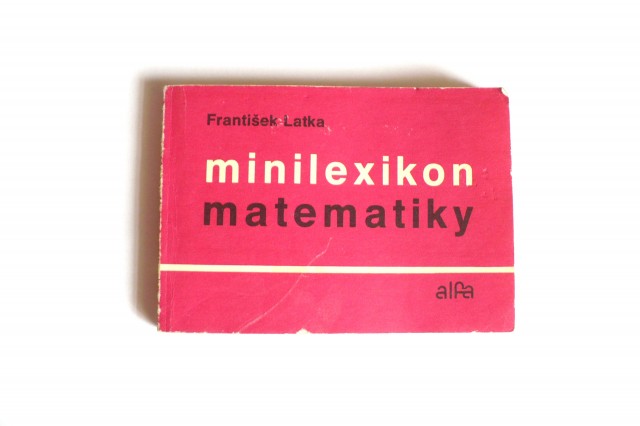 František Latka
minilexikon
matematiky
alfa